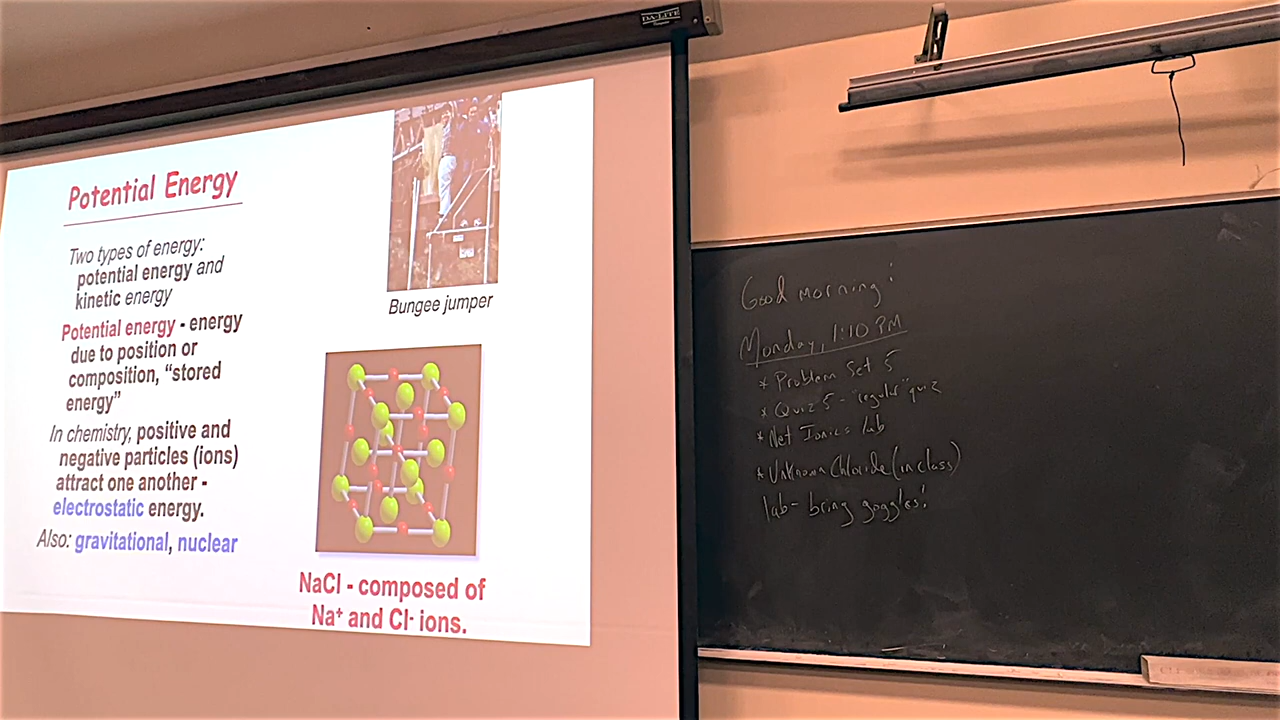 DA-LITE
Potential Energy
Two types of energy:
potential energy and
kinetic energy
Potential energy - energy
due to position or
composition, “stored
energy”
In chemistry, positive and
negative particles (ions)
attract one another -
electrostatic energy.
Also: gravitational, nuclear
Bungee jumper
NaCl - composed of
Na⁺ and Cl⁻ ions.
Good morning!
Monday, 1:10 PM
* Problem Set 5
* Quiz 5 - "regular" quiz
* Net Ionics lab
* Unknown Chloride (in class)
lab - bring goggles!